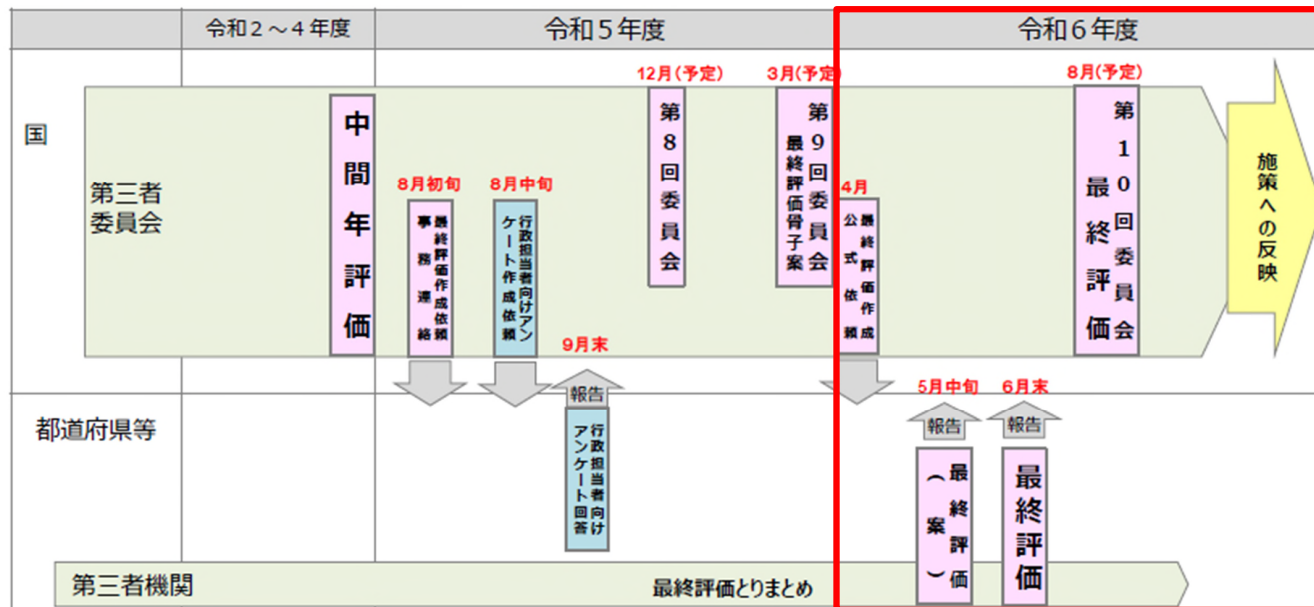 令和2～4年度
令和5年度
令和6年度
国
第三者
委員会
中間年評価
8月初旬
最終評価作成依頼
事務連絡
8月中旬
行政担当者向けアン
ケート作成依頼
9月末
報告
行政担当者向け
アンケート回答
12月(予定)
第8回委員会
3月(予定)
第9回委員会
最終評価骨子案
4月
最終評価作成
公式依頼
8月(予定)
第10回委員会
最終評価
施策への反映
都道府県等
5月中旬
報告
最終評価
(案)
6月末
報告
最終評価
第三者機関
最終評価とりまとめ